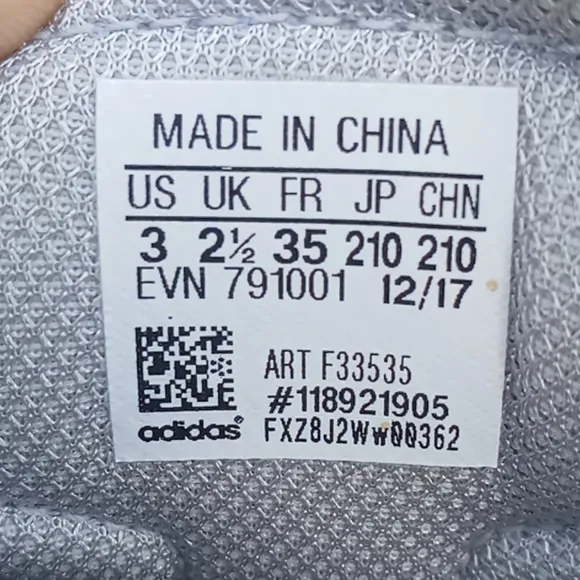 MADE IN CHINA
US UK FR JP CHN
3 2½ 35 210 210
EVN 791001 12/17
ART F33535
#118921905
adidas® FXZ8J2Ww00362